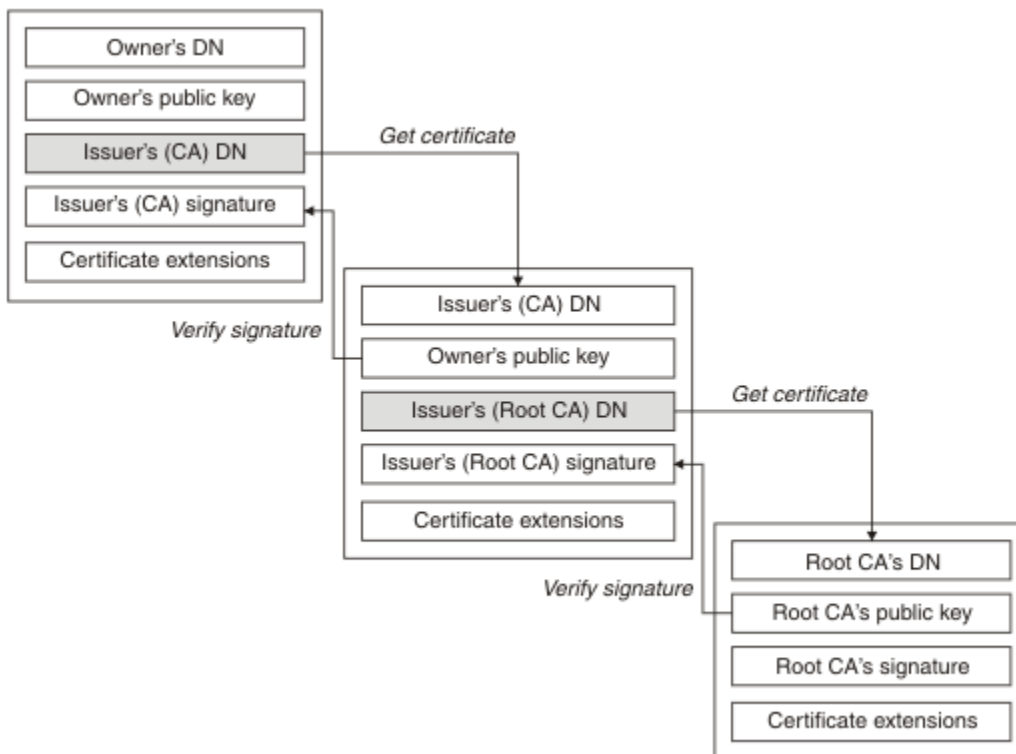 Owner's DN
Owner's public key
Issuer's (CA) DN
Get certificate
Issuer's (CA) signature
Certificate extensions
Verify signature
Issuer's (CA) DN
Owner's public key
Issuer's (Root CA) DN
Get certificate
Issuer's (Root CA) signature
Certificate extensions
Verify signature
Root CA's DN
Root CA's public key
Root CA's signature
Certificate extensions